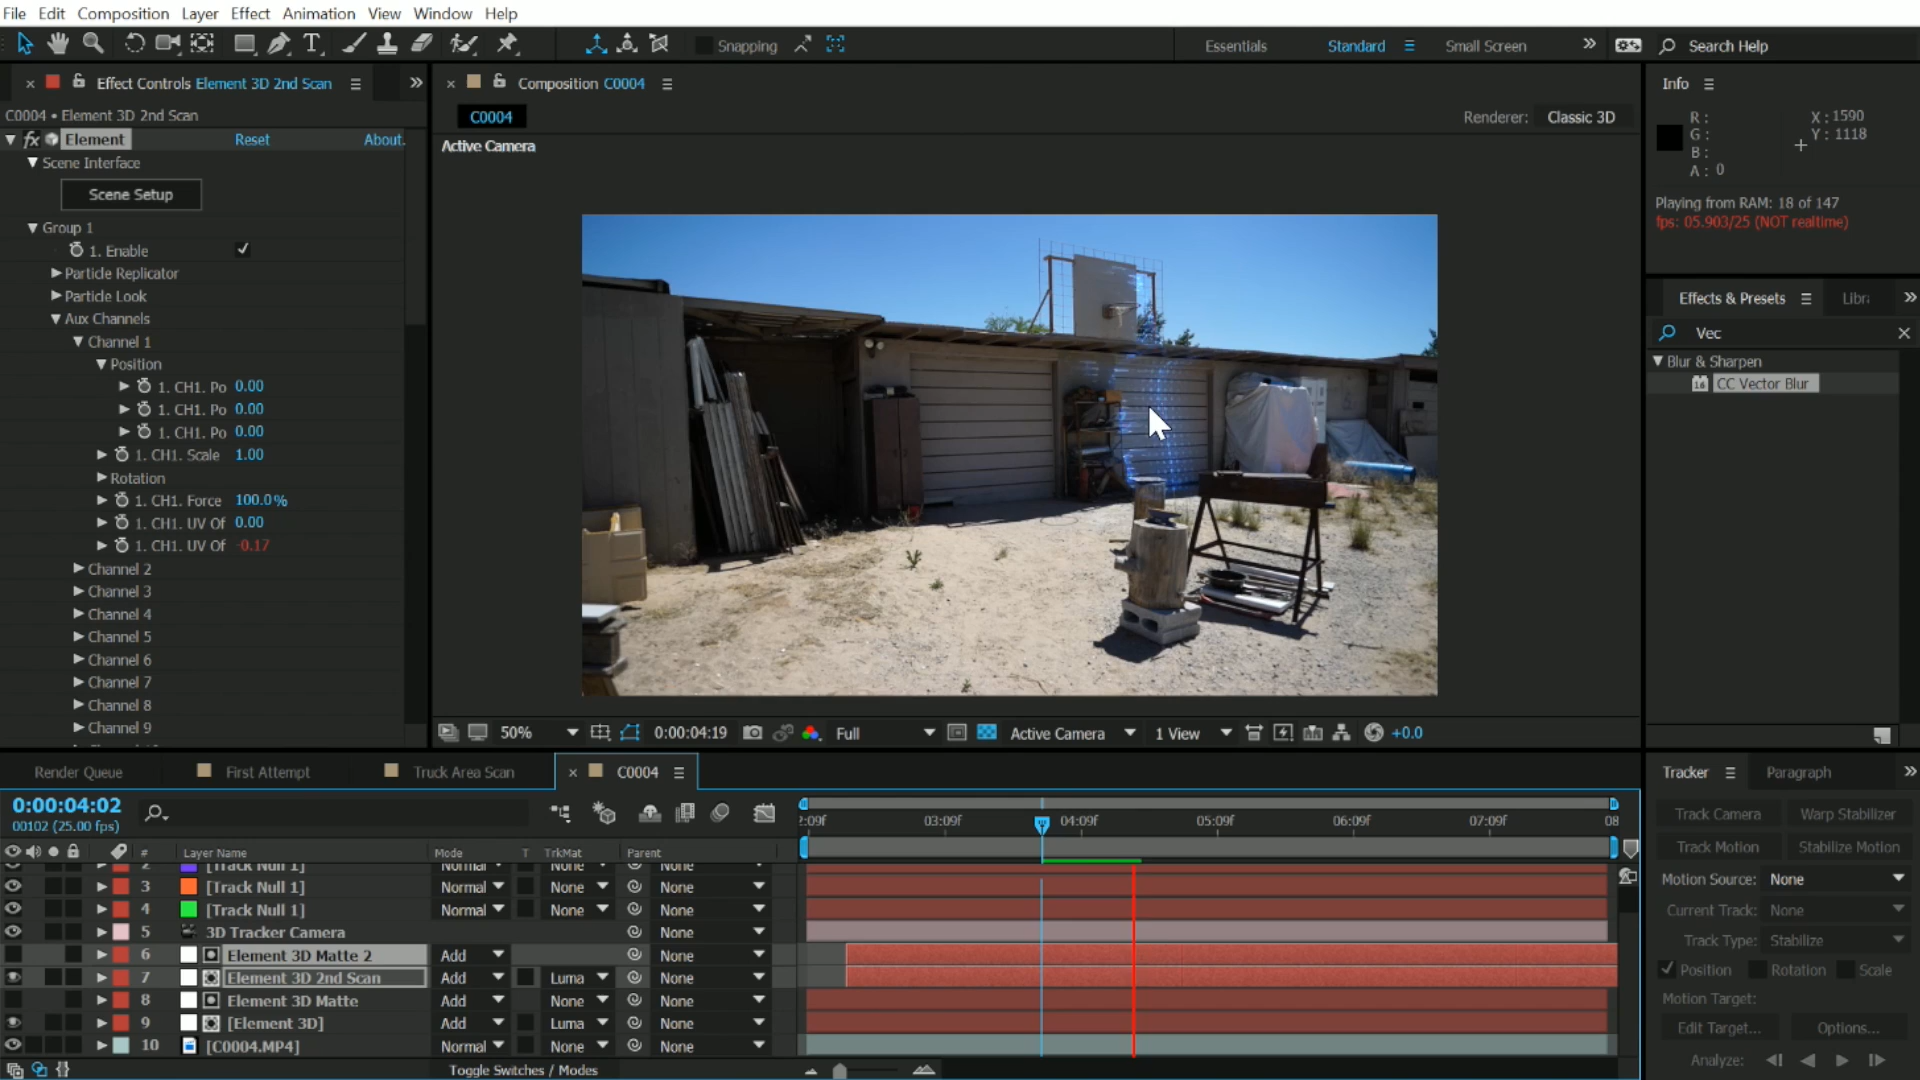 File Edit Composition Layer Effect Animation View Window Help
Snapping Essentials Standard Small Screen Search Help
Effect Controls Element 3D 2nd Scan
C0004 • Element 3D 2nd Scan
fx Element Reset About.
Scene Interface
Scene Setup
Group 1
1. Enable
Particle Replicator
Particle Look
Aux Channels
Channel 1
Position
1. CH1. Po 0.00
1. CH1. Po 0.00
1. CH1. Po 0.00
1. CH1. Scale 1.00
Rotation
1. CH1. Force 100.0%
1. CH1. UV Of 0.00
1. CH1. UV Of -0.17
Channel 2
Channel 3
Channel 4
Channel 5
Channel 6
Channel 7
Channel 8
Channel 9
Composition C0004
C0004
Renderer: Classic 3D
Active Camera
50% 0:00:04:19 Full Active Camera 1 View +0.0
Info
R: X: 1590
G: Y: 1118
B:
A: 0
Playing from RAM: 18 of 147
fps: 05.903/25 (NOT realtime)
Effects & Presets Libr
Vec
Blur & Sharpen
CC Vector Blur
Render Queue First Attempt Truck Area Scan C0004
0:00:04:02
00102 (25.00 fps)
2:09f 03:09f 04:09f 05:09f 06:09f 07:09f 08
# Layer Name Mode T TrkMat Parent
2 [Track Null 1] Normal None None
3 [Track Null 1] Normal None None
4 [Track Null 1] Normal None None
5 3D Tracker Camera None
6 Element 3D Matte 2 Add None
7 Element 3D 2nd Scan Add Luma None
8 Element 3D Matte Add None None
9 [Element 3D] Add Luma None
10 [C0004.MP4] Normal None None
Toggle Switches / Modes
Tracker Paragraph
Track Camera Warp Stabilizer
Track Motion Stabilize Motion
Motion Source: None
Current Track: None
Track Type: Stabilize
Position Rotation Scale
Motion Target:
Edit Target... Options...
Analyze: